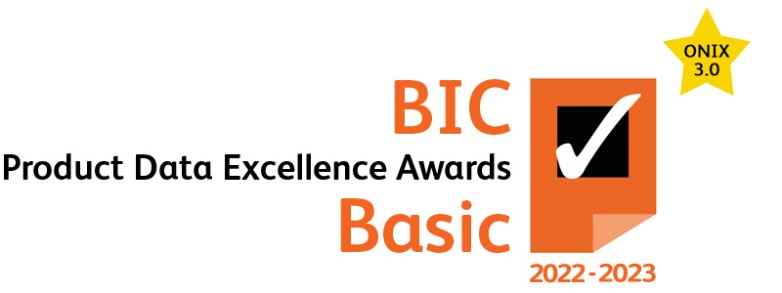 ONIX
3.0
BIC
Product Data Excellence Awards
Basic
2022-2023